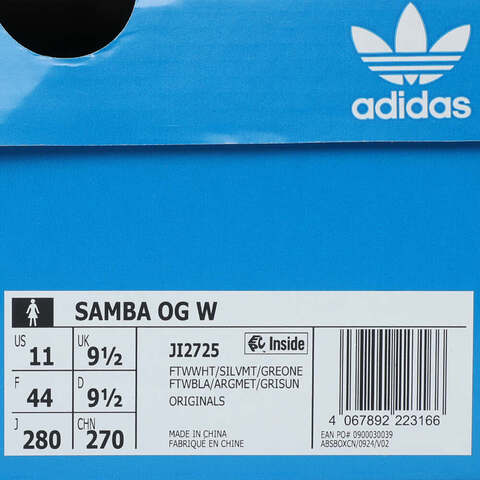 adidas
SAMBA OG W
US 11 UK 9½
F 44 D 9½
J 280 CHN 270
JI2725
Inside
FTWWHT/SILVMT/GREONE
FTWBLA/ARGMET/GRISUN
ORIGINALS
MADE IN CHINA
FABRIQUÉ EN CHINE
4 067892 223166
EAN PO# 0900030039
ABSBOXCN/0924/V02